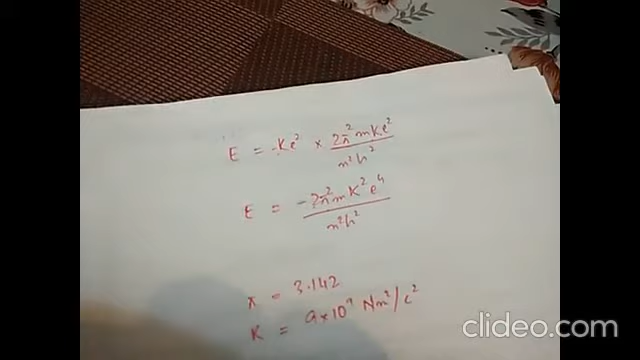 E = -Ke² × 2π²mKe²/n²h²
E = -2π²mK²e⁴/n²h²
π = 3.142
K = 9×10⁹ Nm²/c²
clideo.com